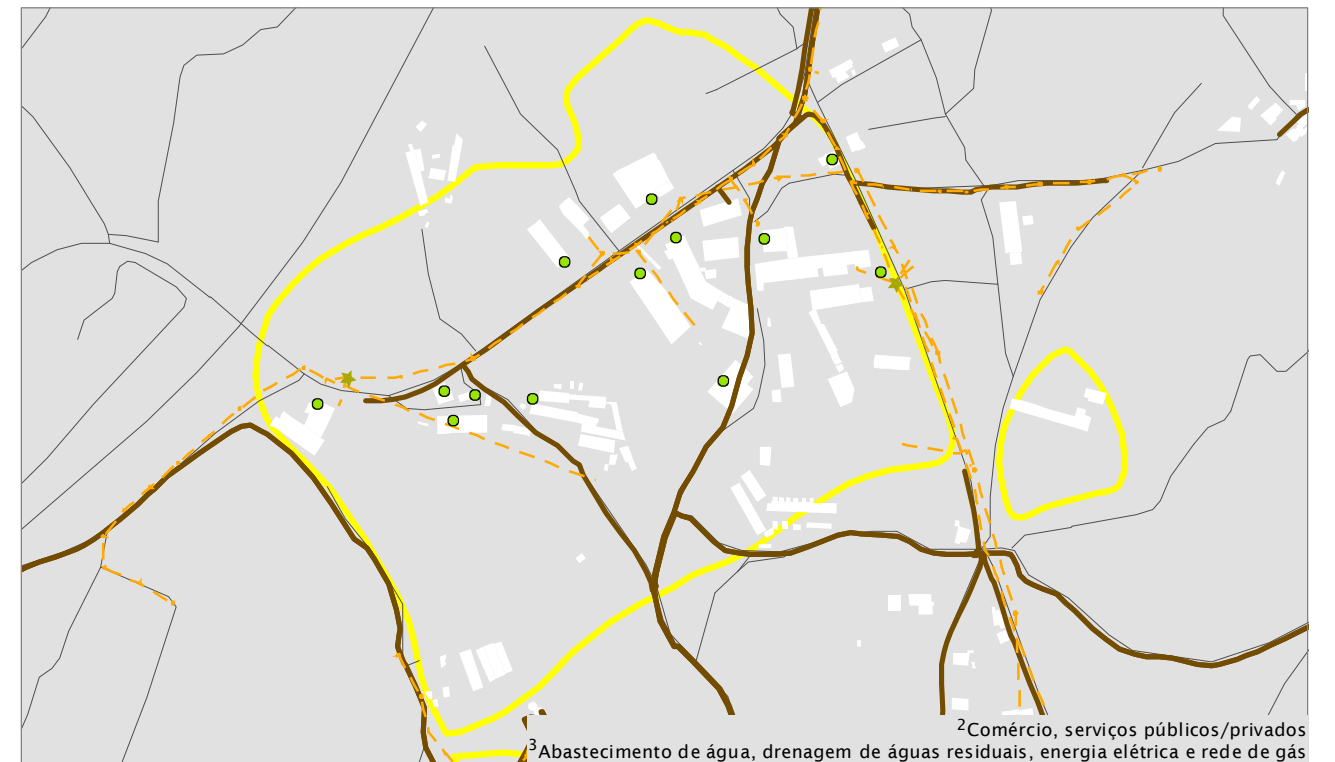 ²Comércio, serviços públicos/privados
³Abastecimento de água, drenagem de águas residuais, energia elétrica e rede de gás